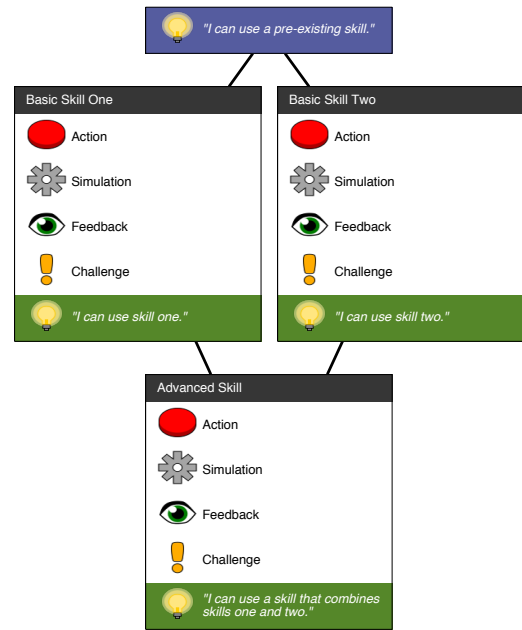 "I can use a pre-existing skill."
Basic Skill One
Action
Simulation
Feedback
Challenge
"I can use skill one."
Basic Skill Two
Action
Simulation
Feedback
Challenge
"I can use skill two."
Advanced Skill
Action
Simulation
Feedback
Challenge
"I can use a skill that combines
skills one and two."